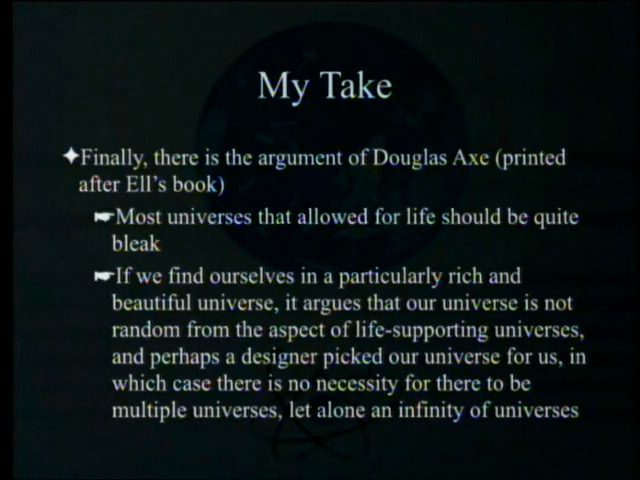 My Take
✦Finally, there is the argument of Douglas Axe (printed
after Ell's book)
☛Most universes that allowed for life should be quite
bleak
☛If we find ourselves in a particularly rich and
beautiful universe, it argues that our universe is not
random from the aspect of life-supporting universes,
and perhaps a designer picked our universe for us, in
which case there is no necessity for there to be
multiple universes, let alone an infinity of universes